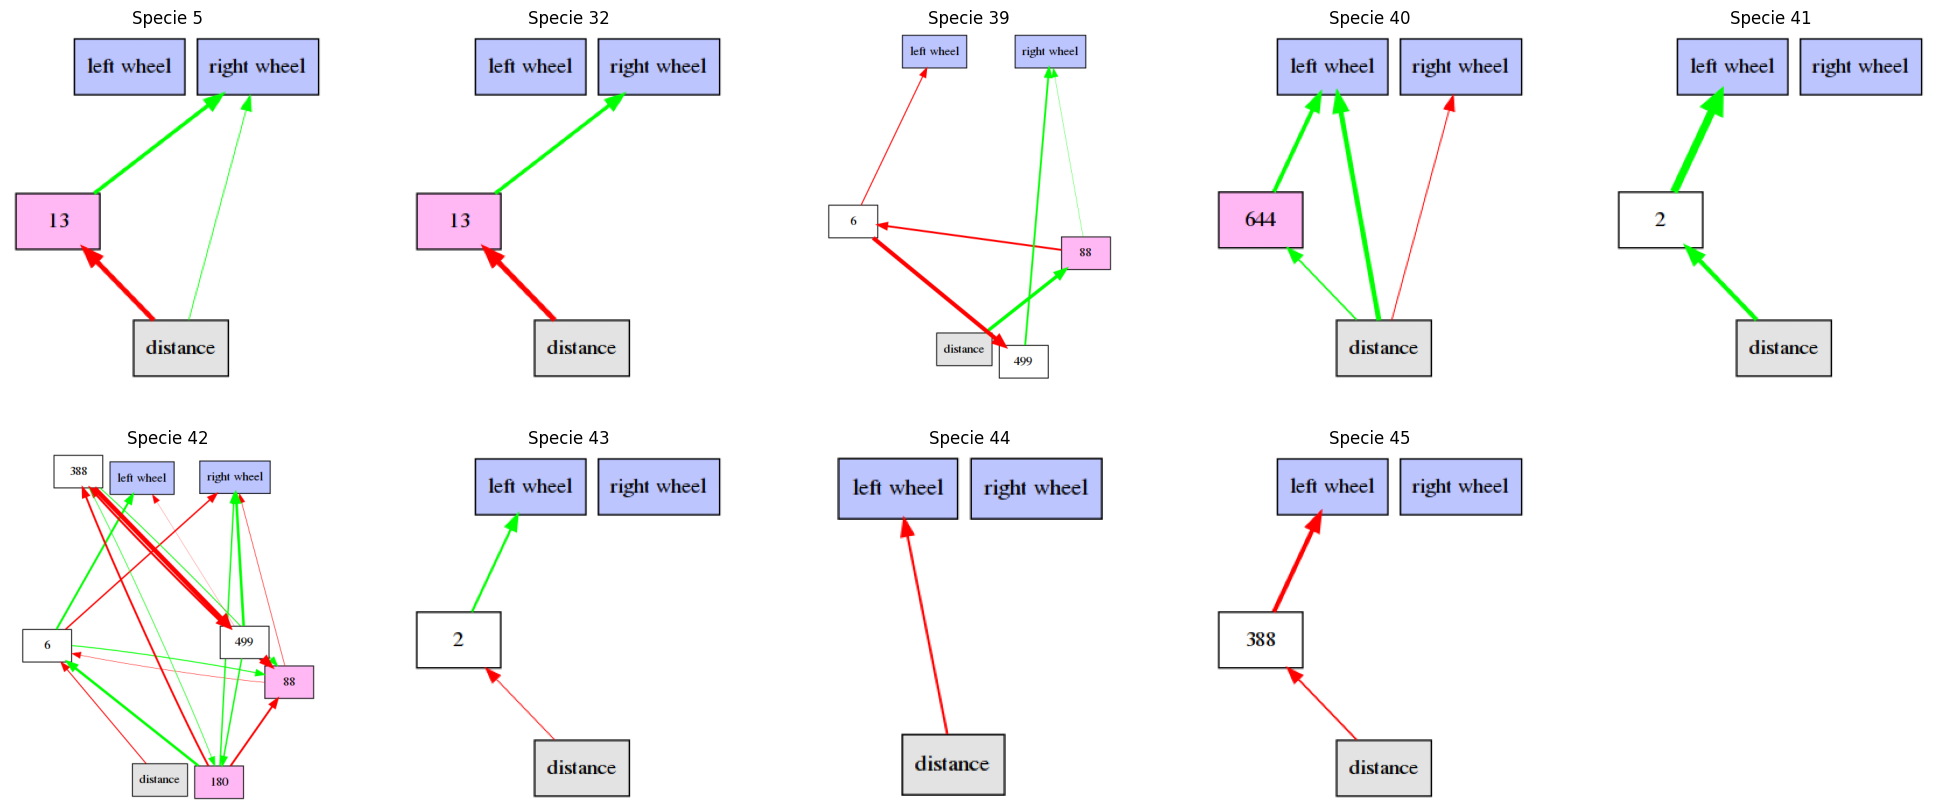 Specie 5
left wheel
right wheel
13
distance
Specie 32
left wheel
right wheel
13
distance
Specie 39
left wheel
right wheel
6
88
distance
499
Specie 40
left wheel
right wheel
644
distance
Specie 41
left wheel
right wheel
2
distance
Specie 42
388
left wheel
right wheel
6
499
88
distance
180
Specie 43
left wheel
right wheel
2
distance
Specie 44
left wheel
right wheel
distance
Specie 45
left wheel
right wheel
388
distance